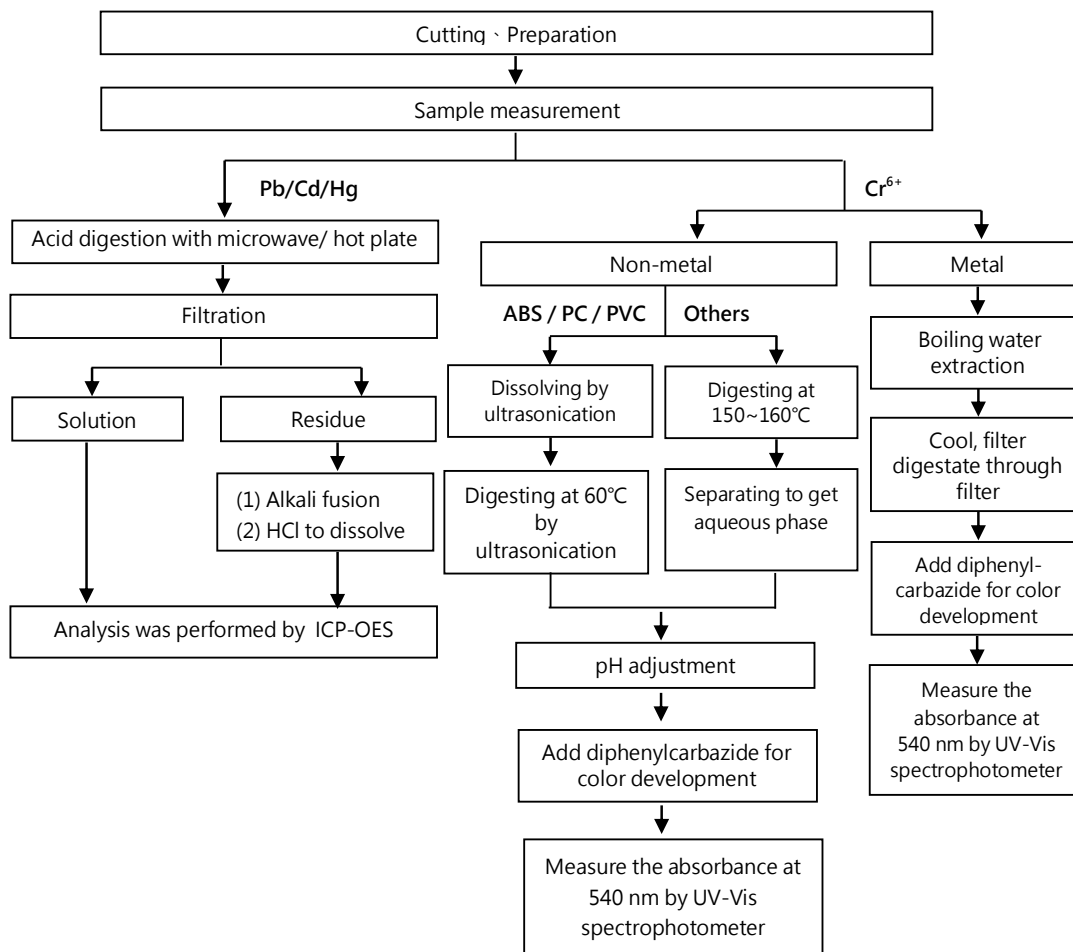 Cutting、Preparation
Sample measurement
Pb/Cd/Hg
Cr⁶⁺
Acid digestion with microwave/ hot plate
Filtration
Solution
Residue
(1) Alkali fusion
(2) HCl to dissolve
Analysis was performed by ICP-OES
Non-metal
ABS / PC / PVC
Others
Dissolving by
ultrasonication
Digesting at 60℃
by
ultrasonication
Digesting at
150~160℃
Separating to get
aqueous phase
pH adjustment
Add diphenylcarbazide for
color development
Measure the absorbance at
540 nm by UV-Vis
spectrophotometer
Metal
Boiling water
extraction
Cool, filter
digestate through
filter
Add diphenyl-
carbazide for color
development
Measure the
absorbance at
540 nm by UV-Vis
spectrophotometer